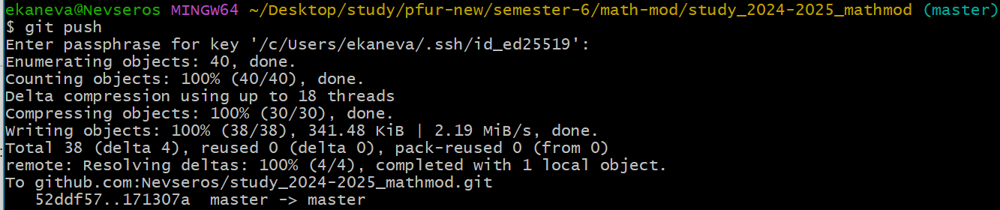 ekaneva@Nevseros MINGW64 ~/Desktop/study/pfur-new/semester-6/math-mod/study_2024-2025_mathmod (master)
$ git push
Enter passphrase for key '/c/Users/ekaneva/.ssh/id_ed25519':
Enumerating objects: 40, done.
Counting objects: 100% (40/40), done.
Delta compression using up to 18 threads
Compressing objects: 100% (30/30), done.
Writing objects: 100% (38/38), 341.48 KiB | 2.19 MiB/s, done.
Total 38 (delta 4), reused 0 (delta 0), pack-reused 0 (from 0)
remote: Resolving deltas: 100% (4/4), completed with 1 local object.
To github.com:Nevseros/study_2024-2025_mathmod.git
   52ddf57..171307a  master -> master